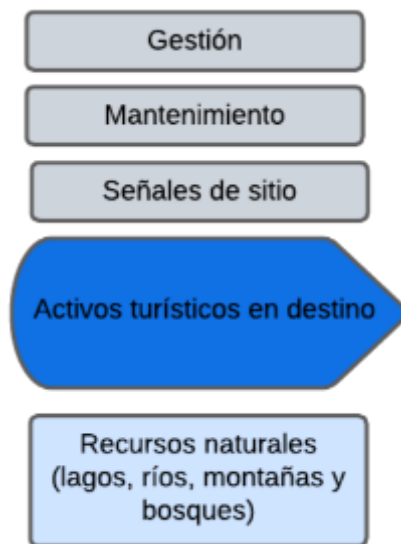 Gestión
Mantenimiento
Señales de sitio
Activos turísticos en destino
Recursos naturales
(lagos, ríos, montañas y
bosques)